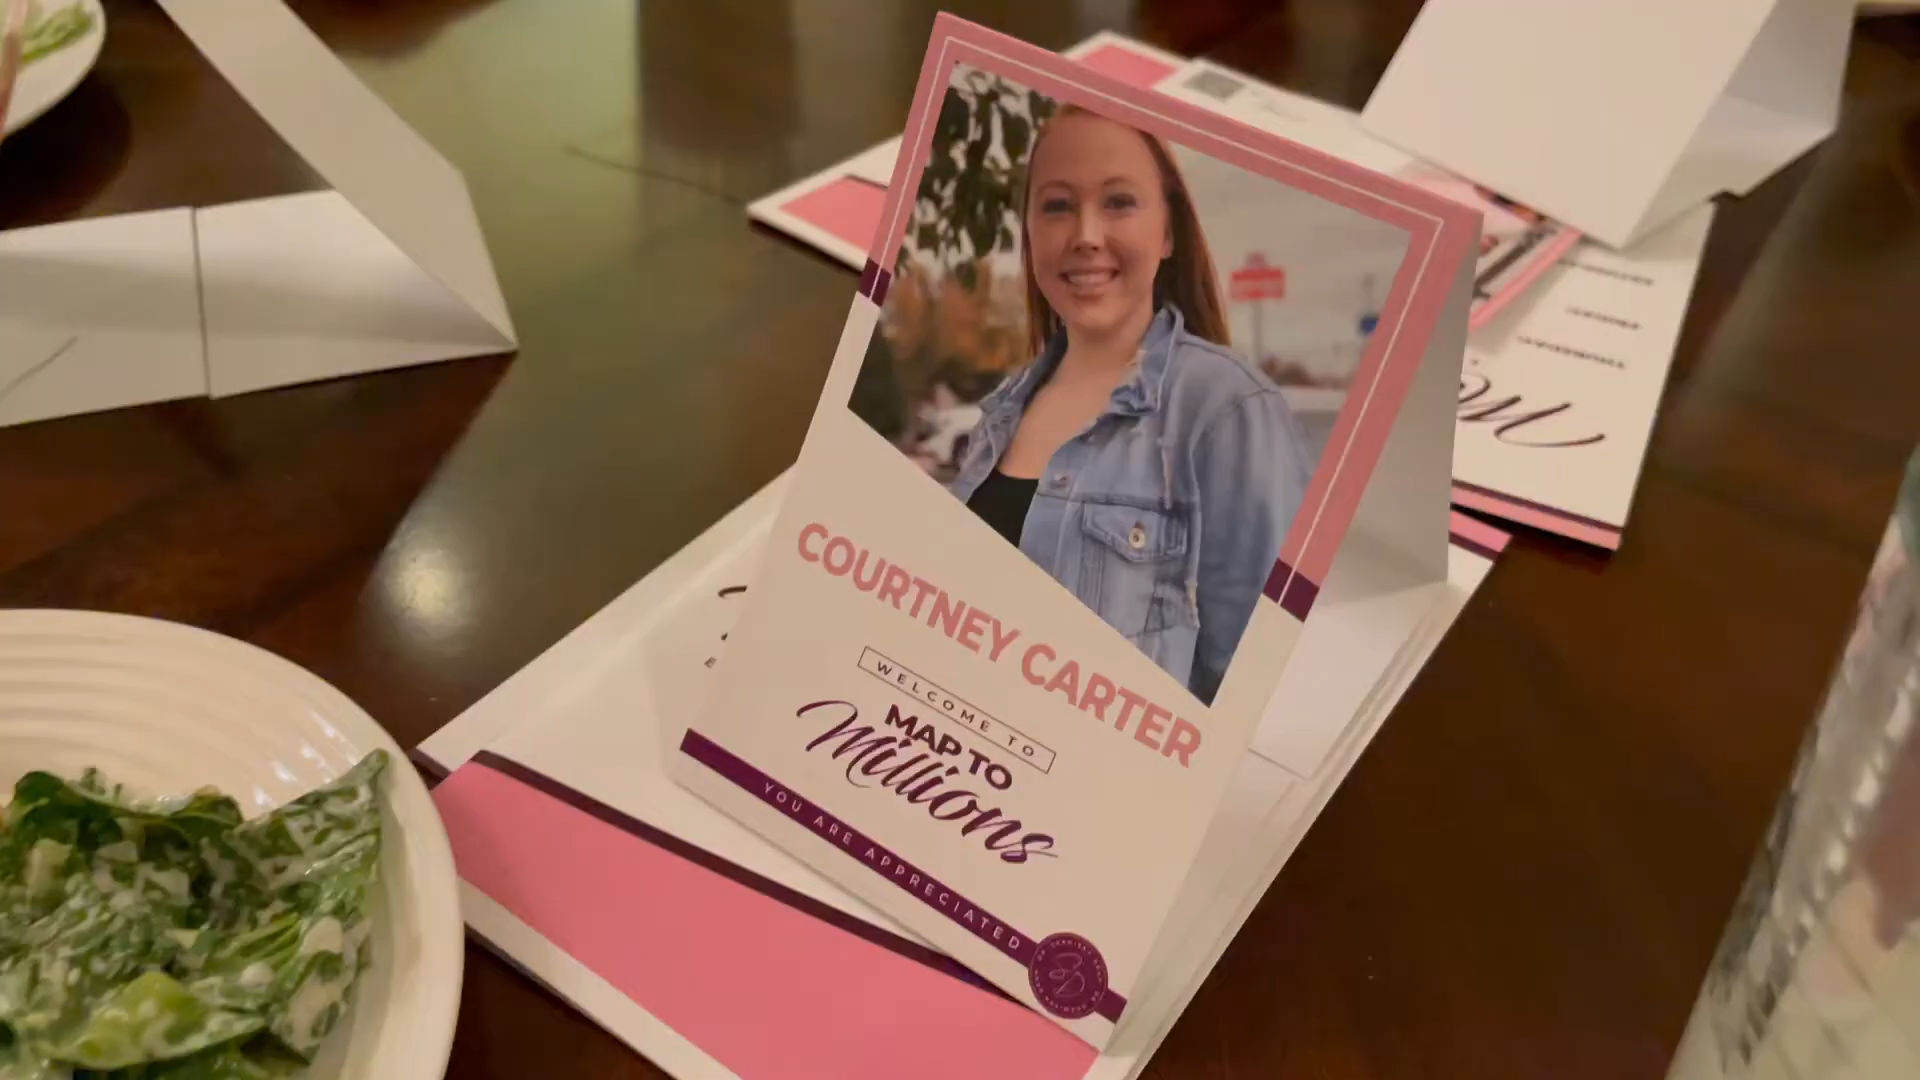 COURTNEY CARTER
WELCOME TO
MAP TO
Millions
YOU ARE APPRECIATED